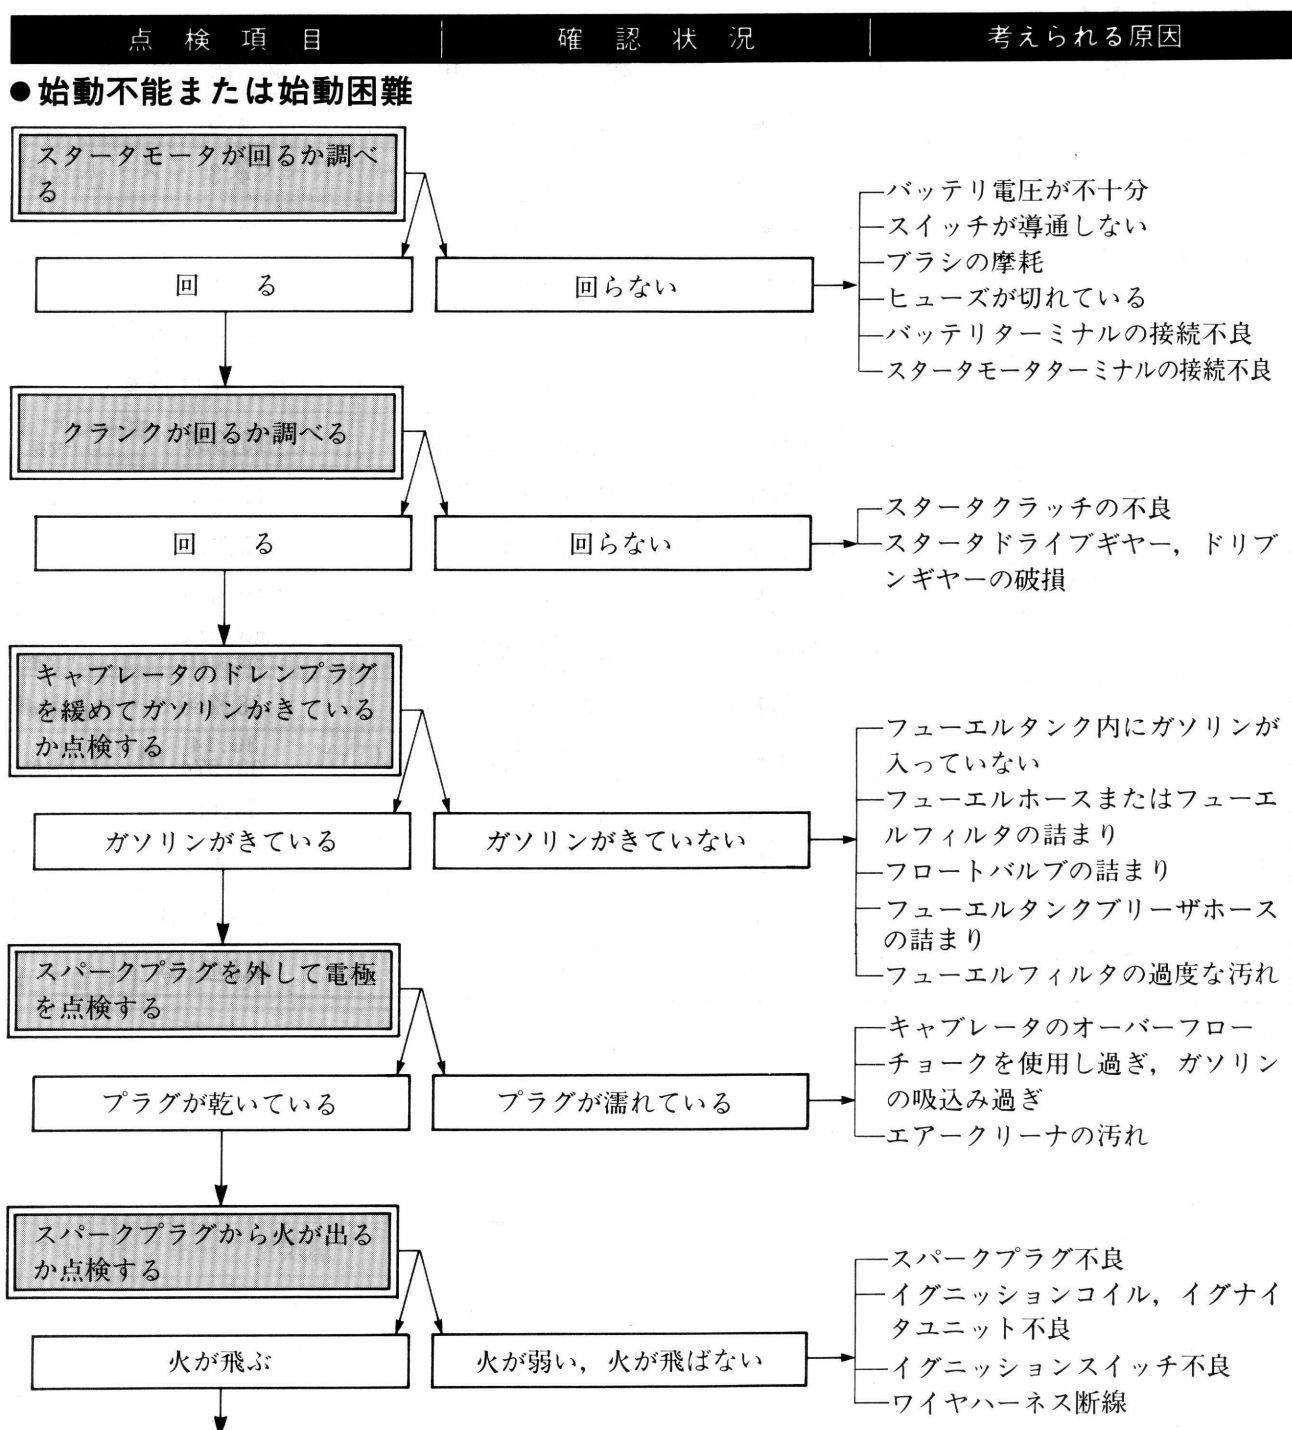 点検項目 確認状況 考えられる原因
●始動不能または始動困難
スタータモータが回るか調べ
る
回る
回らない
バッテリ電圧が不十分
スイッチが導通しない
ブラシの摩耗
ヒューズが切れている
バッテリターミナルの接続不良
スタータモータターミナルの接続不良
クランクが回るか調べる
回る
回らない
スタータクラッチの不良
スタータドライブギヤー，ドリブ
ンギヤーの破損
キャブレータのドレンプラグ
を緩めてガソリンがきている
か点検する
ガソリンがきている
ガソリンがきていない
フューエルタンク内にガソリンが
入っていない
フューエルホースまたはフューエ
ルフィルタの詰まり
フロートバルブの詰まり
フューエルタンクブリーザホース
の詰まり
フューエルフィルタの過度な汚れ
スパークプラグを外して電極
を点検する
プラグが乾いている
プラグが濡れている
キャブレータのオーバーフロー
チョークを使用し過ぎ，ガソリン
の吸込み過ぎ
エアークリーナの汚れ
スパークプラグから火が出る
か点検する
火が飛ぶ
火が弱い，火が飛ばない
スパークプラグ不良
イグニッションコイル，イグナイ
タユニット不良
イグニッションスイッチ不良
ワイヤハーネス断線